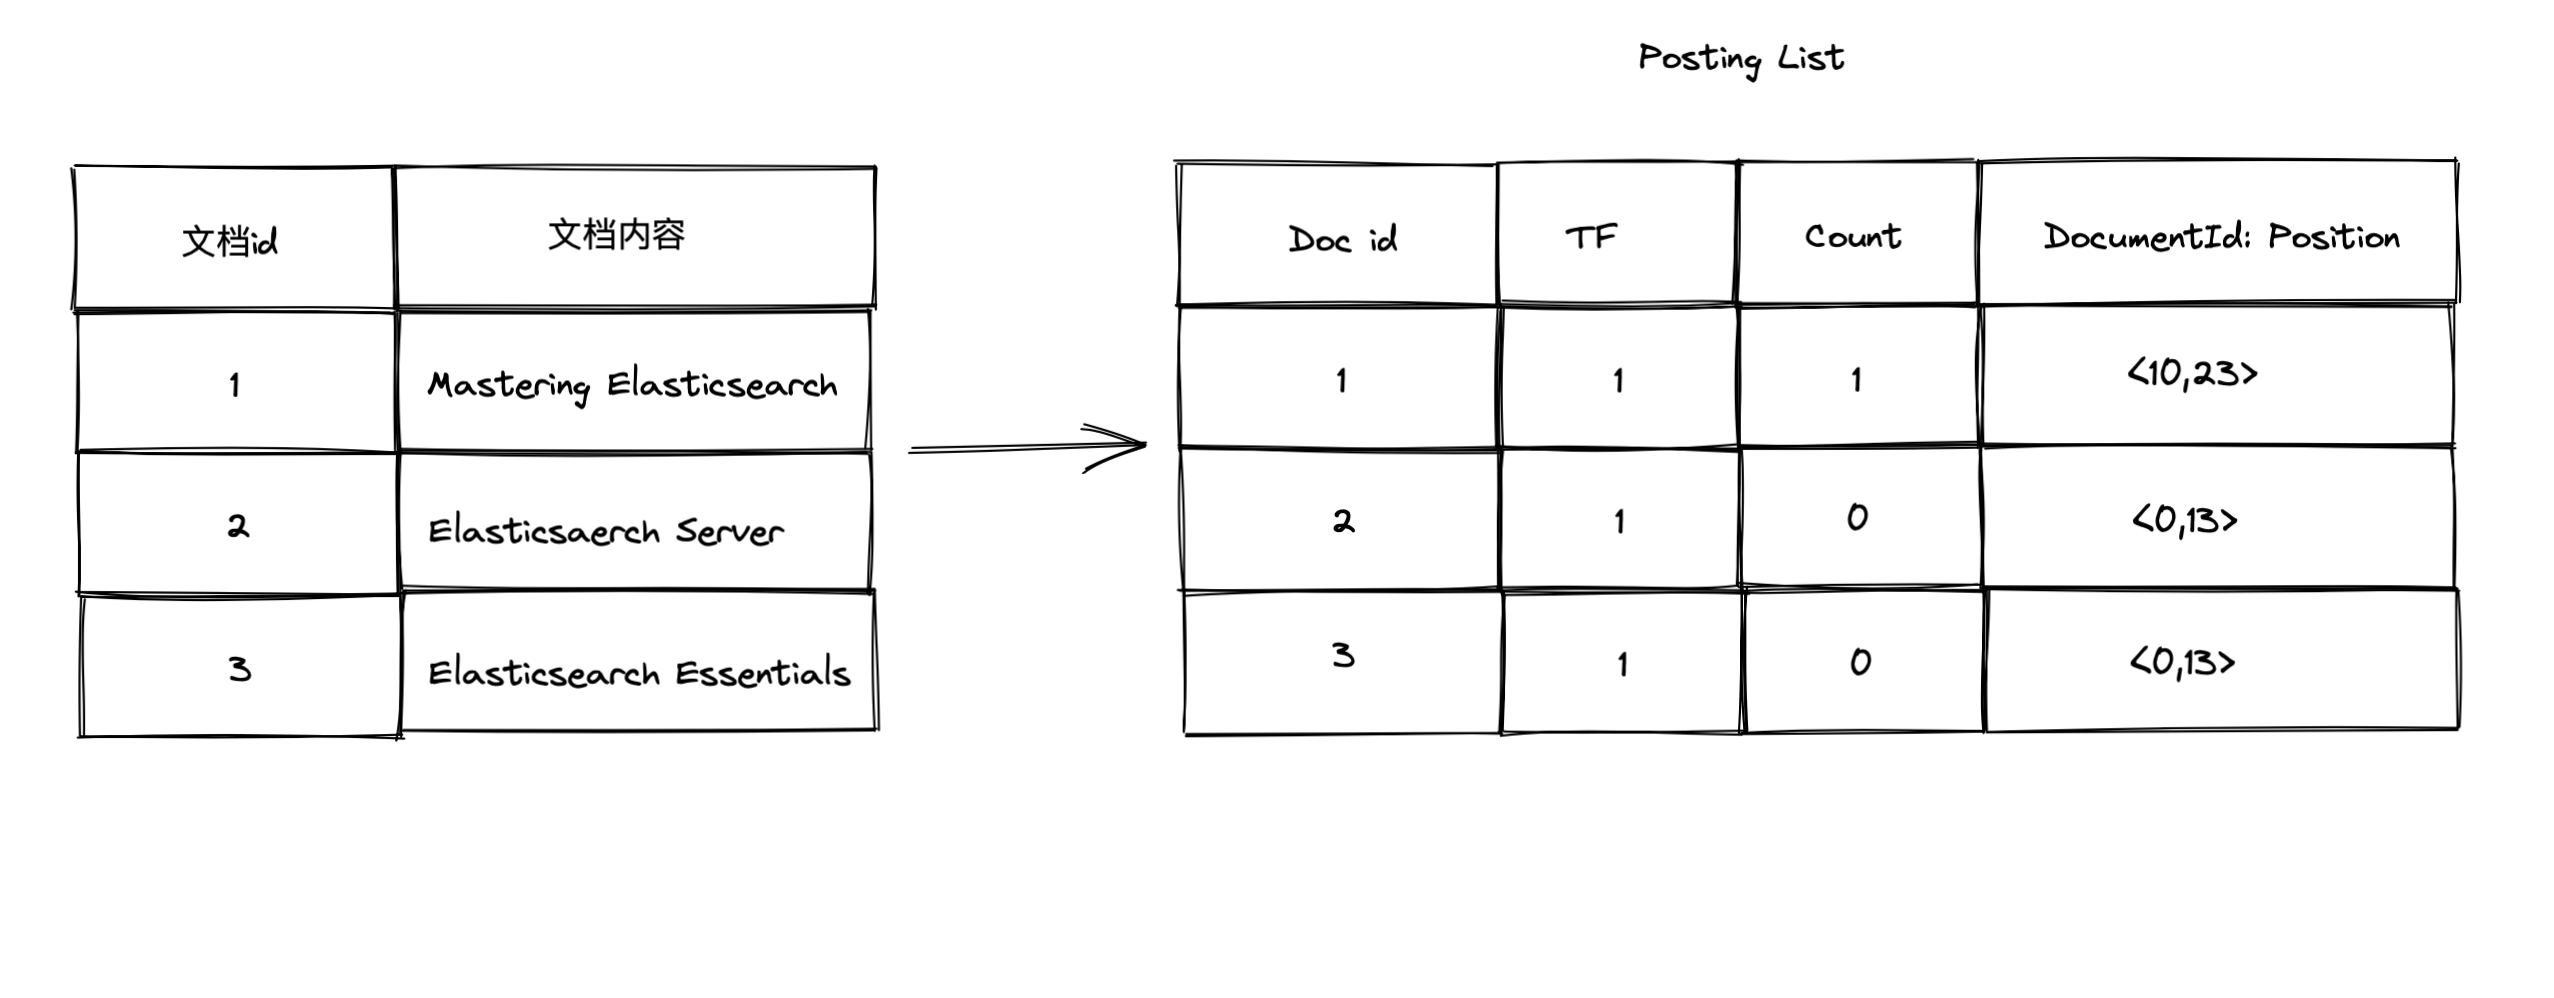 Posting List
文档id 文档内容
1 Mastering Elasticsearch
2 Elasticsaerch Server
3 Elasticsearch Essentials
Doc id TF Count DocumentId: Position
1 1 1 <10,23>
2 1 0 <0,13>
3 1 0 <0,13>